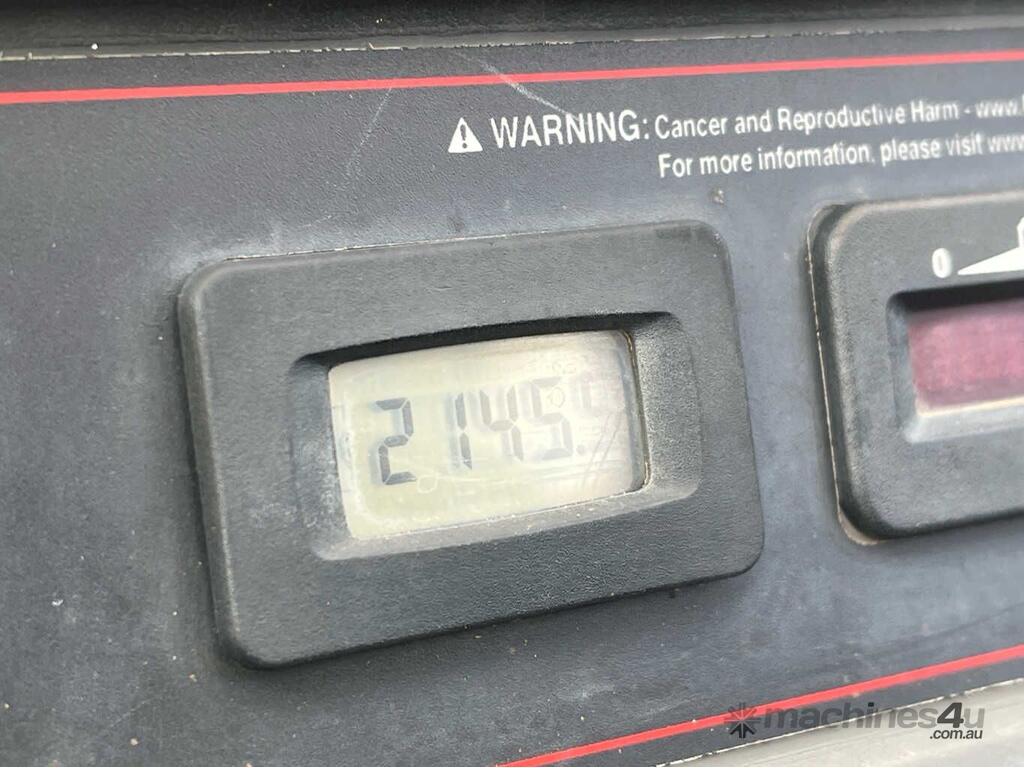 WARNING: Cancer and Reproductive Harm - www.
For more information, please visit www
0
2145.
machines4u
.com.au